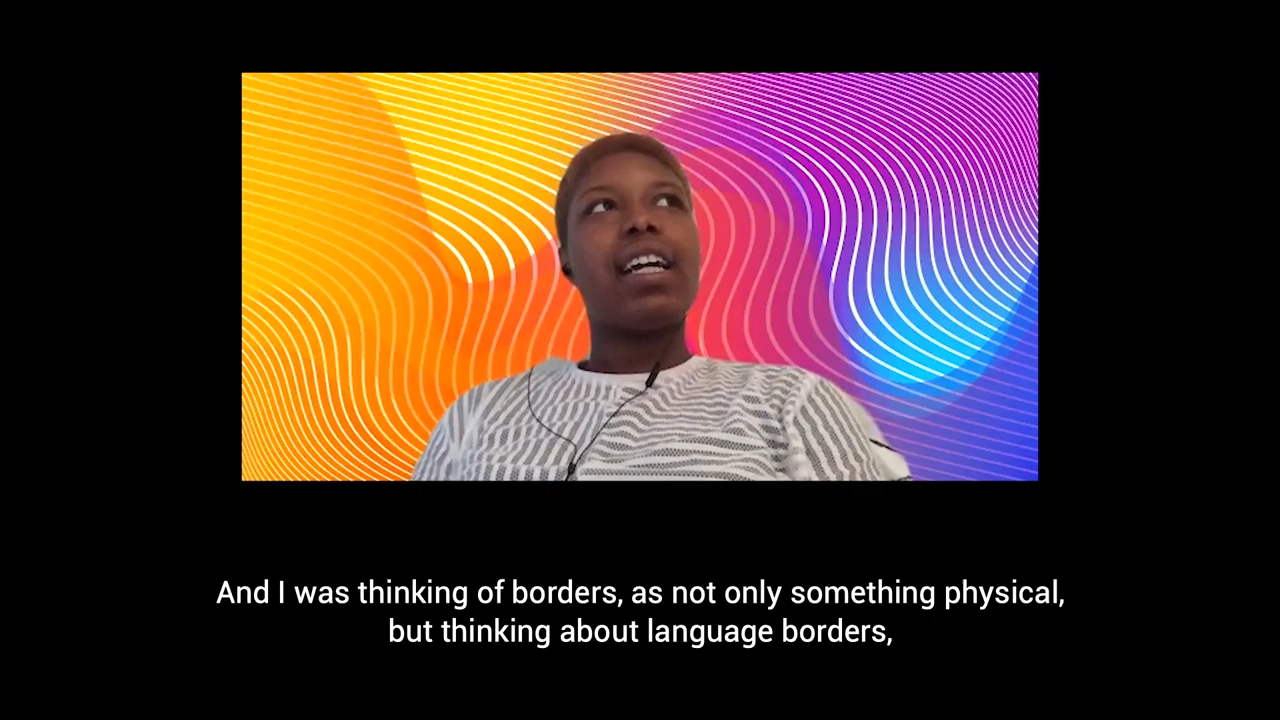 And I was thinking of borders, as not only something physical,
but thinking about language borders,